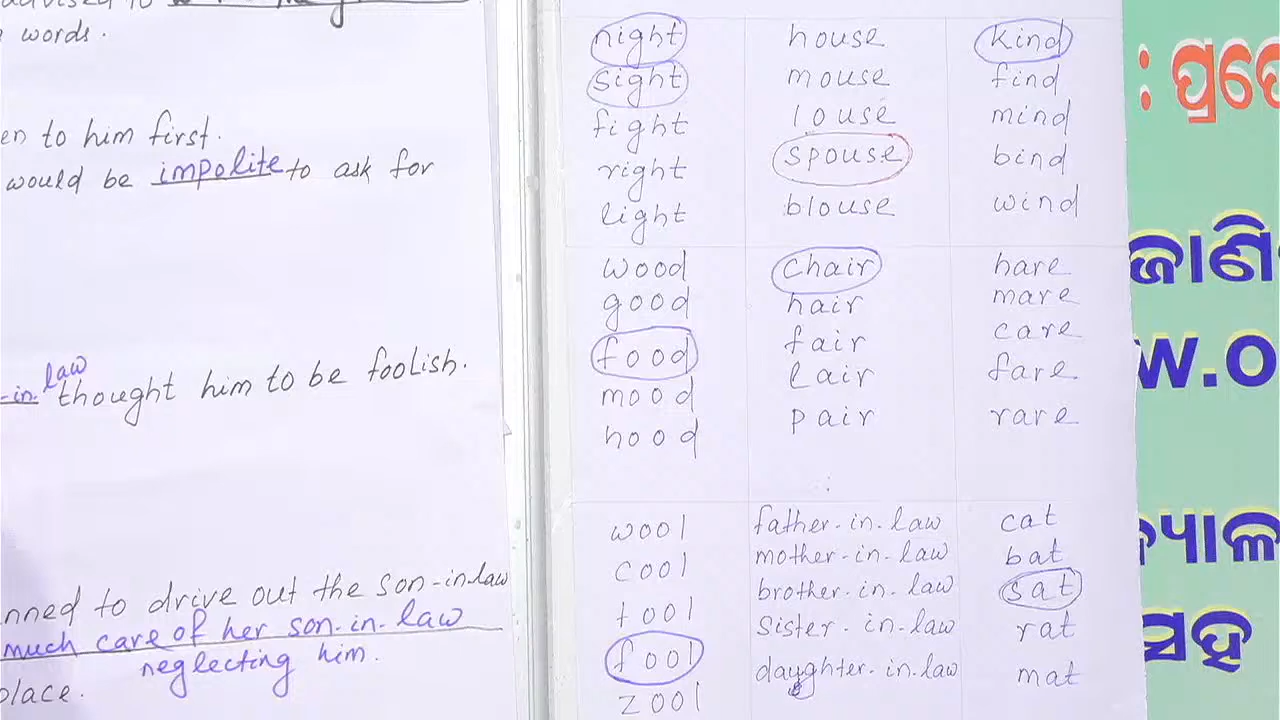 advised to
words.
en to him first.
would be impolite to ask for
-in law thought him to be foolish.
nned to drive out the son-in-law
much care of her son-in-law
neglecting him.
place.
night house kind
sight mouse find
fight louse mind
right spouse bind
light blouse wind
wood chair hare
good hair mare
food fair care
mood lair fare
hood pair rare
wool father-in-law cat
cool mother-in-law bat
tool brother-in-law sat
fool sister-in-law rat
zool daughter-in-law mat
: ପ୍ରଶ
ଜାଣି
W.O
ସହ